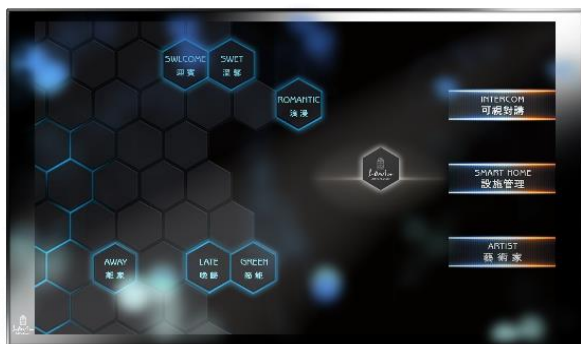 SWLCOME
迎賓
SWET
溫馨
ROMANTIC
浪漫
INTERCOM
可視對講
SMART HOME
設施管理
ARTIST
藝術家
AWAY
離家
LATE
晚歸
GREEN
節能